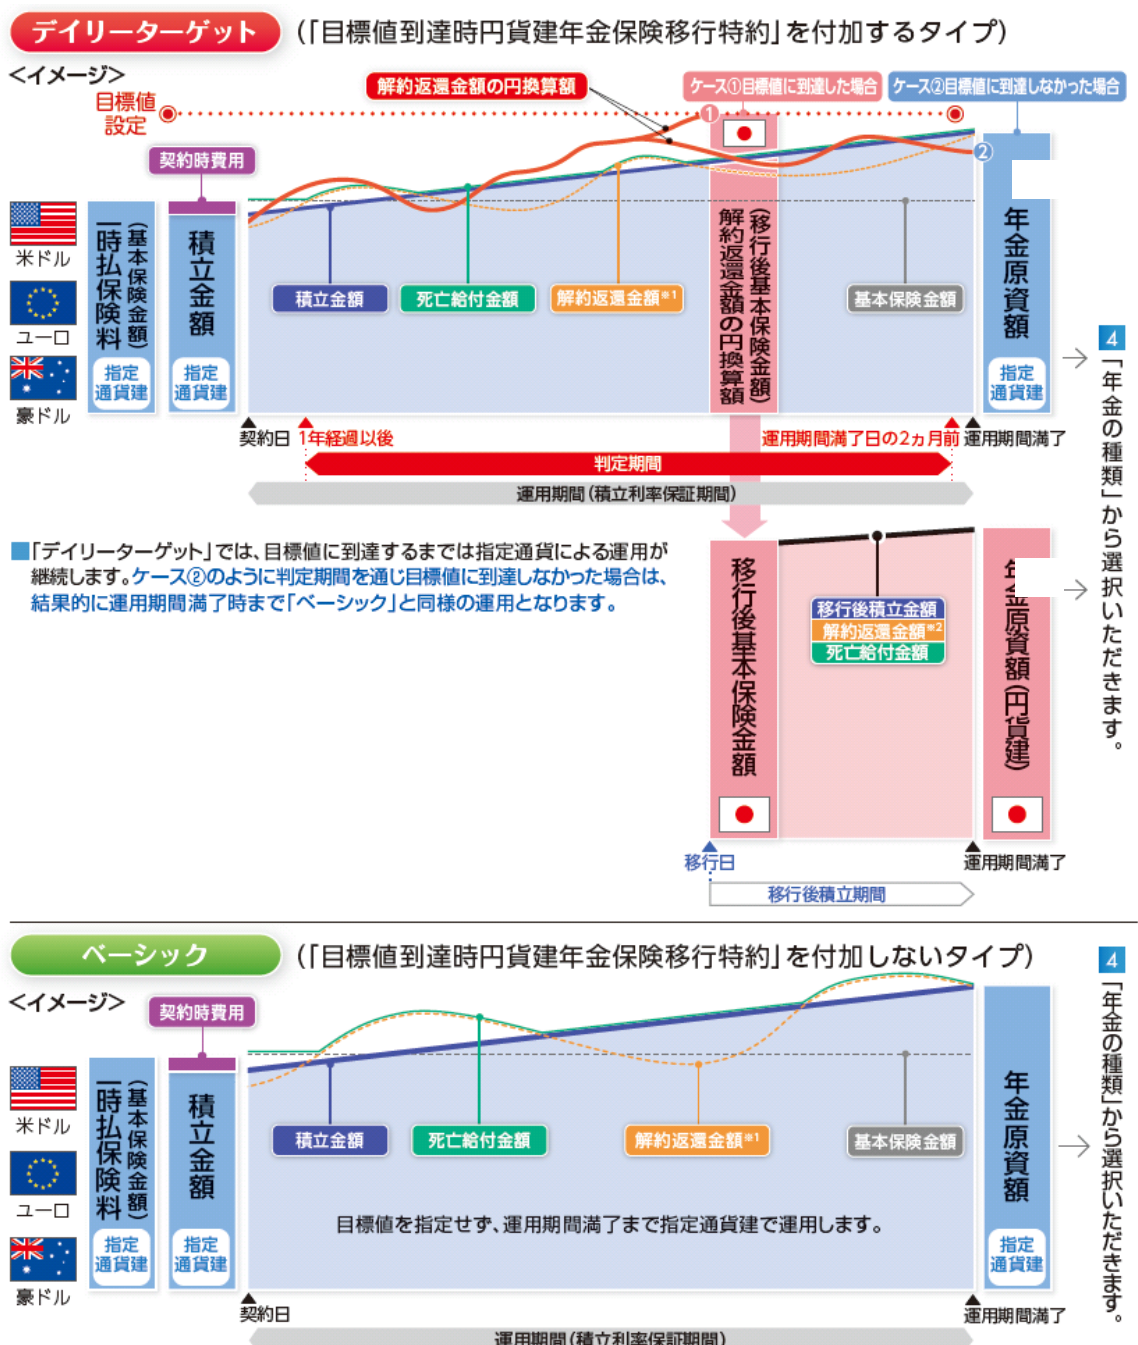 デイリーターゲット
(「目標値到達時円貨建年金保険移行特約」を付加するタイプ)
<イメージ>
目標値
設定
解約返還金額の円換算額
ケース①目標値に到達した場合
ケース②目標値に到達しなかった場合
1
2
契約時費用
米ドル
ユーロ
豪ドル
一時払保険料
(基本保険金額)
指定
通貨建
積立金額
指定
通貨建
積立金額
死亡給付金額
解約返還金額※1
基本保険金額
解約返還金額の円換算額
(移行後基本保険金額)
年金原資額
指定
通貨建
4
「年金の種類」から選択いただきます。
契約日
1年経過以後
運用期間満了日の2ヵ月前
運用期間満了
判定期間
運用期間(積立利率保証期間)
■「デイリーターゲット」では、目標値に到達するまでは指定通貨による運用が
継続します。ケース②のように判定期間を通じ目標値に到達しなかった場合は、
結果的に運用期間満了時まで「ベーシック」と同様の運用となります。
移行後基本保険金額
移行後積立金額
解約返還金額※2
死亡給付金額
金原資額(円貨建)
移行日
運用期間満了
移行後積立期間
ベーシック
(「目標値到達時円貨建年金保険移行特約」を付加しないタイプ)
<イメージ>
契約時費用
米ドル
ユーロ
豪ドル
一時払保険料
(基本保険金額)
指定
通貨建
積立金額
指定
通貨建
積立金額
死亡給付金額
解約返還金額※1
基本保険金額
目標値を指定せず、運用期間満了まで指定通貨建で運用します。
年金原資額
指定
通貨建
4
「年金の種類」から選択いただきます。
契約日
運用期間満了
運用期間(積立利率保証期間)